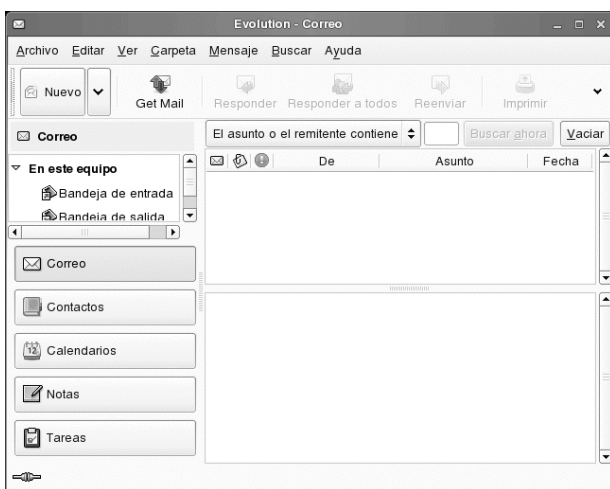 Evolution - Correo
Archivo Editar Ver Carpeta Mensaje Buscar Ayuda
Nuevo Get Mail Responder Responder a todos Reenviar Imprimir
Correo El asunto o el remitente contiene Buscar ahora Vaciar
En este equipo De Asunto Fecha
Bandeja de entrada
Bandeja de salida
Correo
Contactos
12 Calendarios
Notas
Tareas